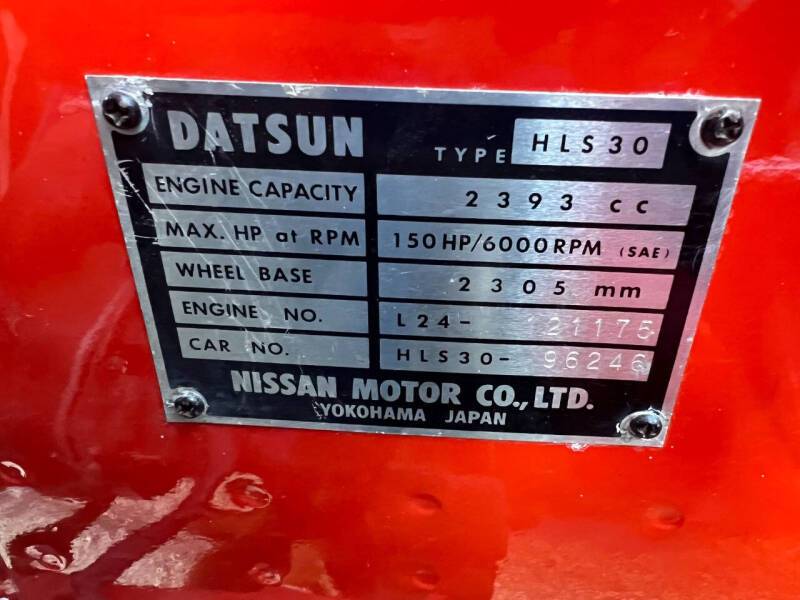 DATSUN TYPE HLS30
ENGINE CAPACITY 2393 cc
MAX. HP at RPM 150HP/6000RPM (SAE)
WHEEL BASE 2305 mm
ENGINE NO. L24- 121175
CAR NO. HLS30- 96246
NISSAN MOTOR CO., LTD.
YOKOHAMA JAPAN